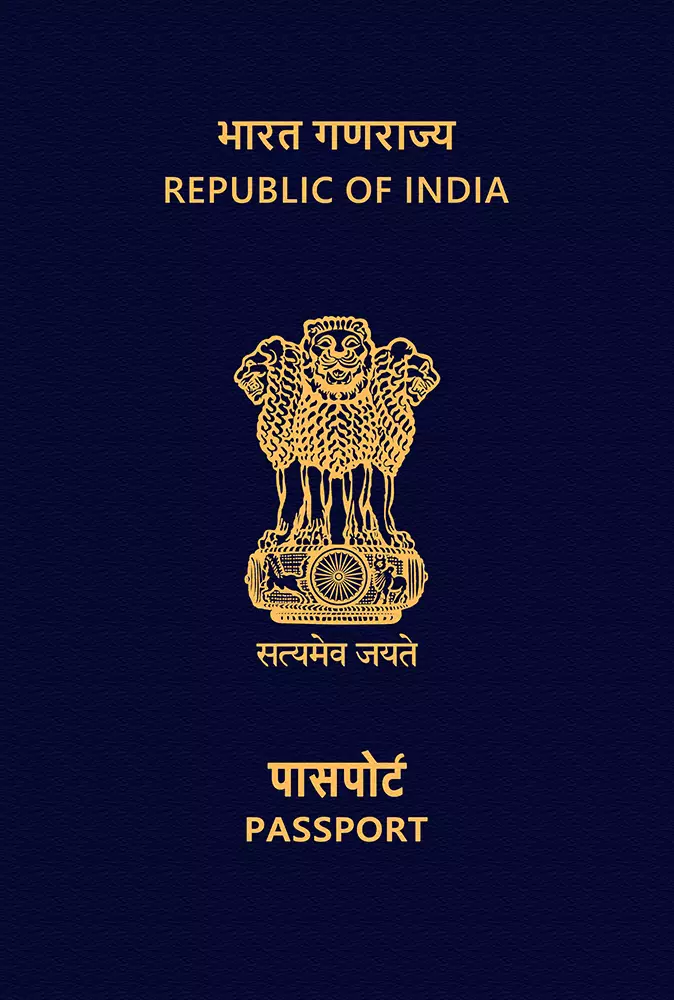 भारत गणराज्य
REPUBLIC OF INDIA
सत्यमेव जयते
पासपोर्ट
PASSPORT